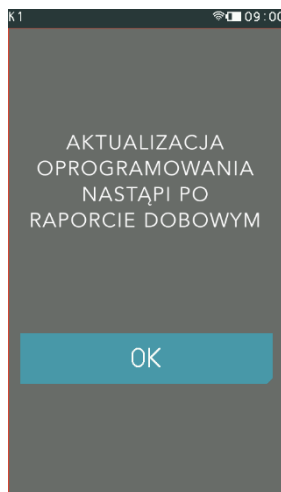 K1 09:00
AKTUALIZACJA
OPROGRAMOWANIA
NASTĄPI PO
RAPORCIE DOBOWYM
OK